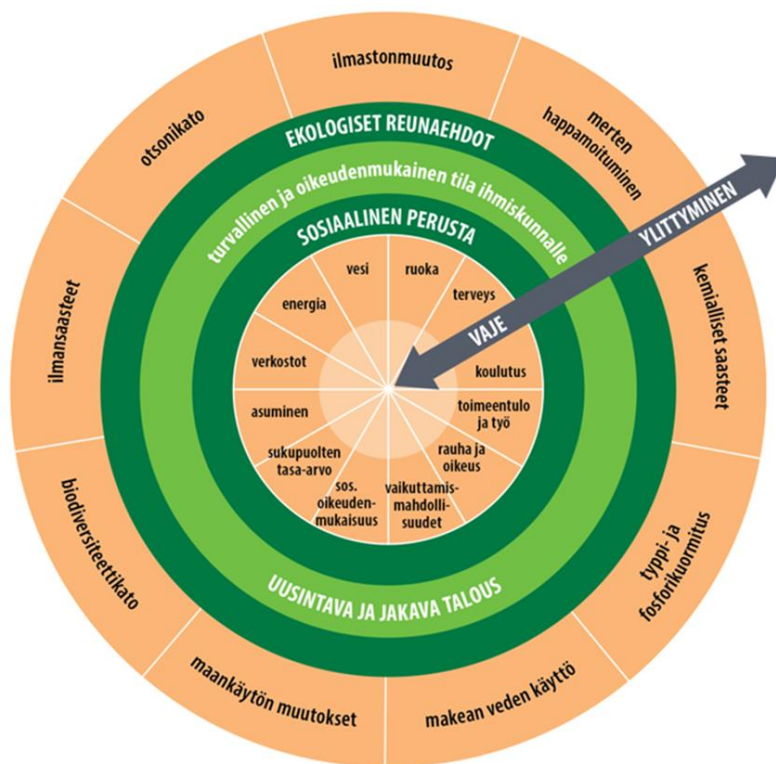 ilmastonmuutos
merten
happamoituminen
kemialliset saasteet
typpi- ja
fosforikuormitus
makean veden käyttö
maankäytön muutokset
biodiversiteettikato
ilmansaasteet
otsonikato
EKOLOGISET REUNAEHDOT
turvallinen ja oikeudenmukainen tila ihmiskunnalle
SOSIAALINEN PERUSTA
YLITTYMINEN
VAJE
vesi
ruoka
terveys
koulutus
toimeentulo
ja työ
rauha ja
oikeus
vaikuttamis-
mahdolli-
suudet
sos.
oikeuden-
mukaisuus
sukupuolten
tasa-arvo
asuminen
verkostot
energia
UUSINTAVA JA JAKAVA TALOUS